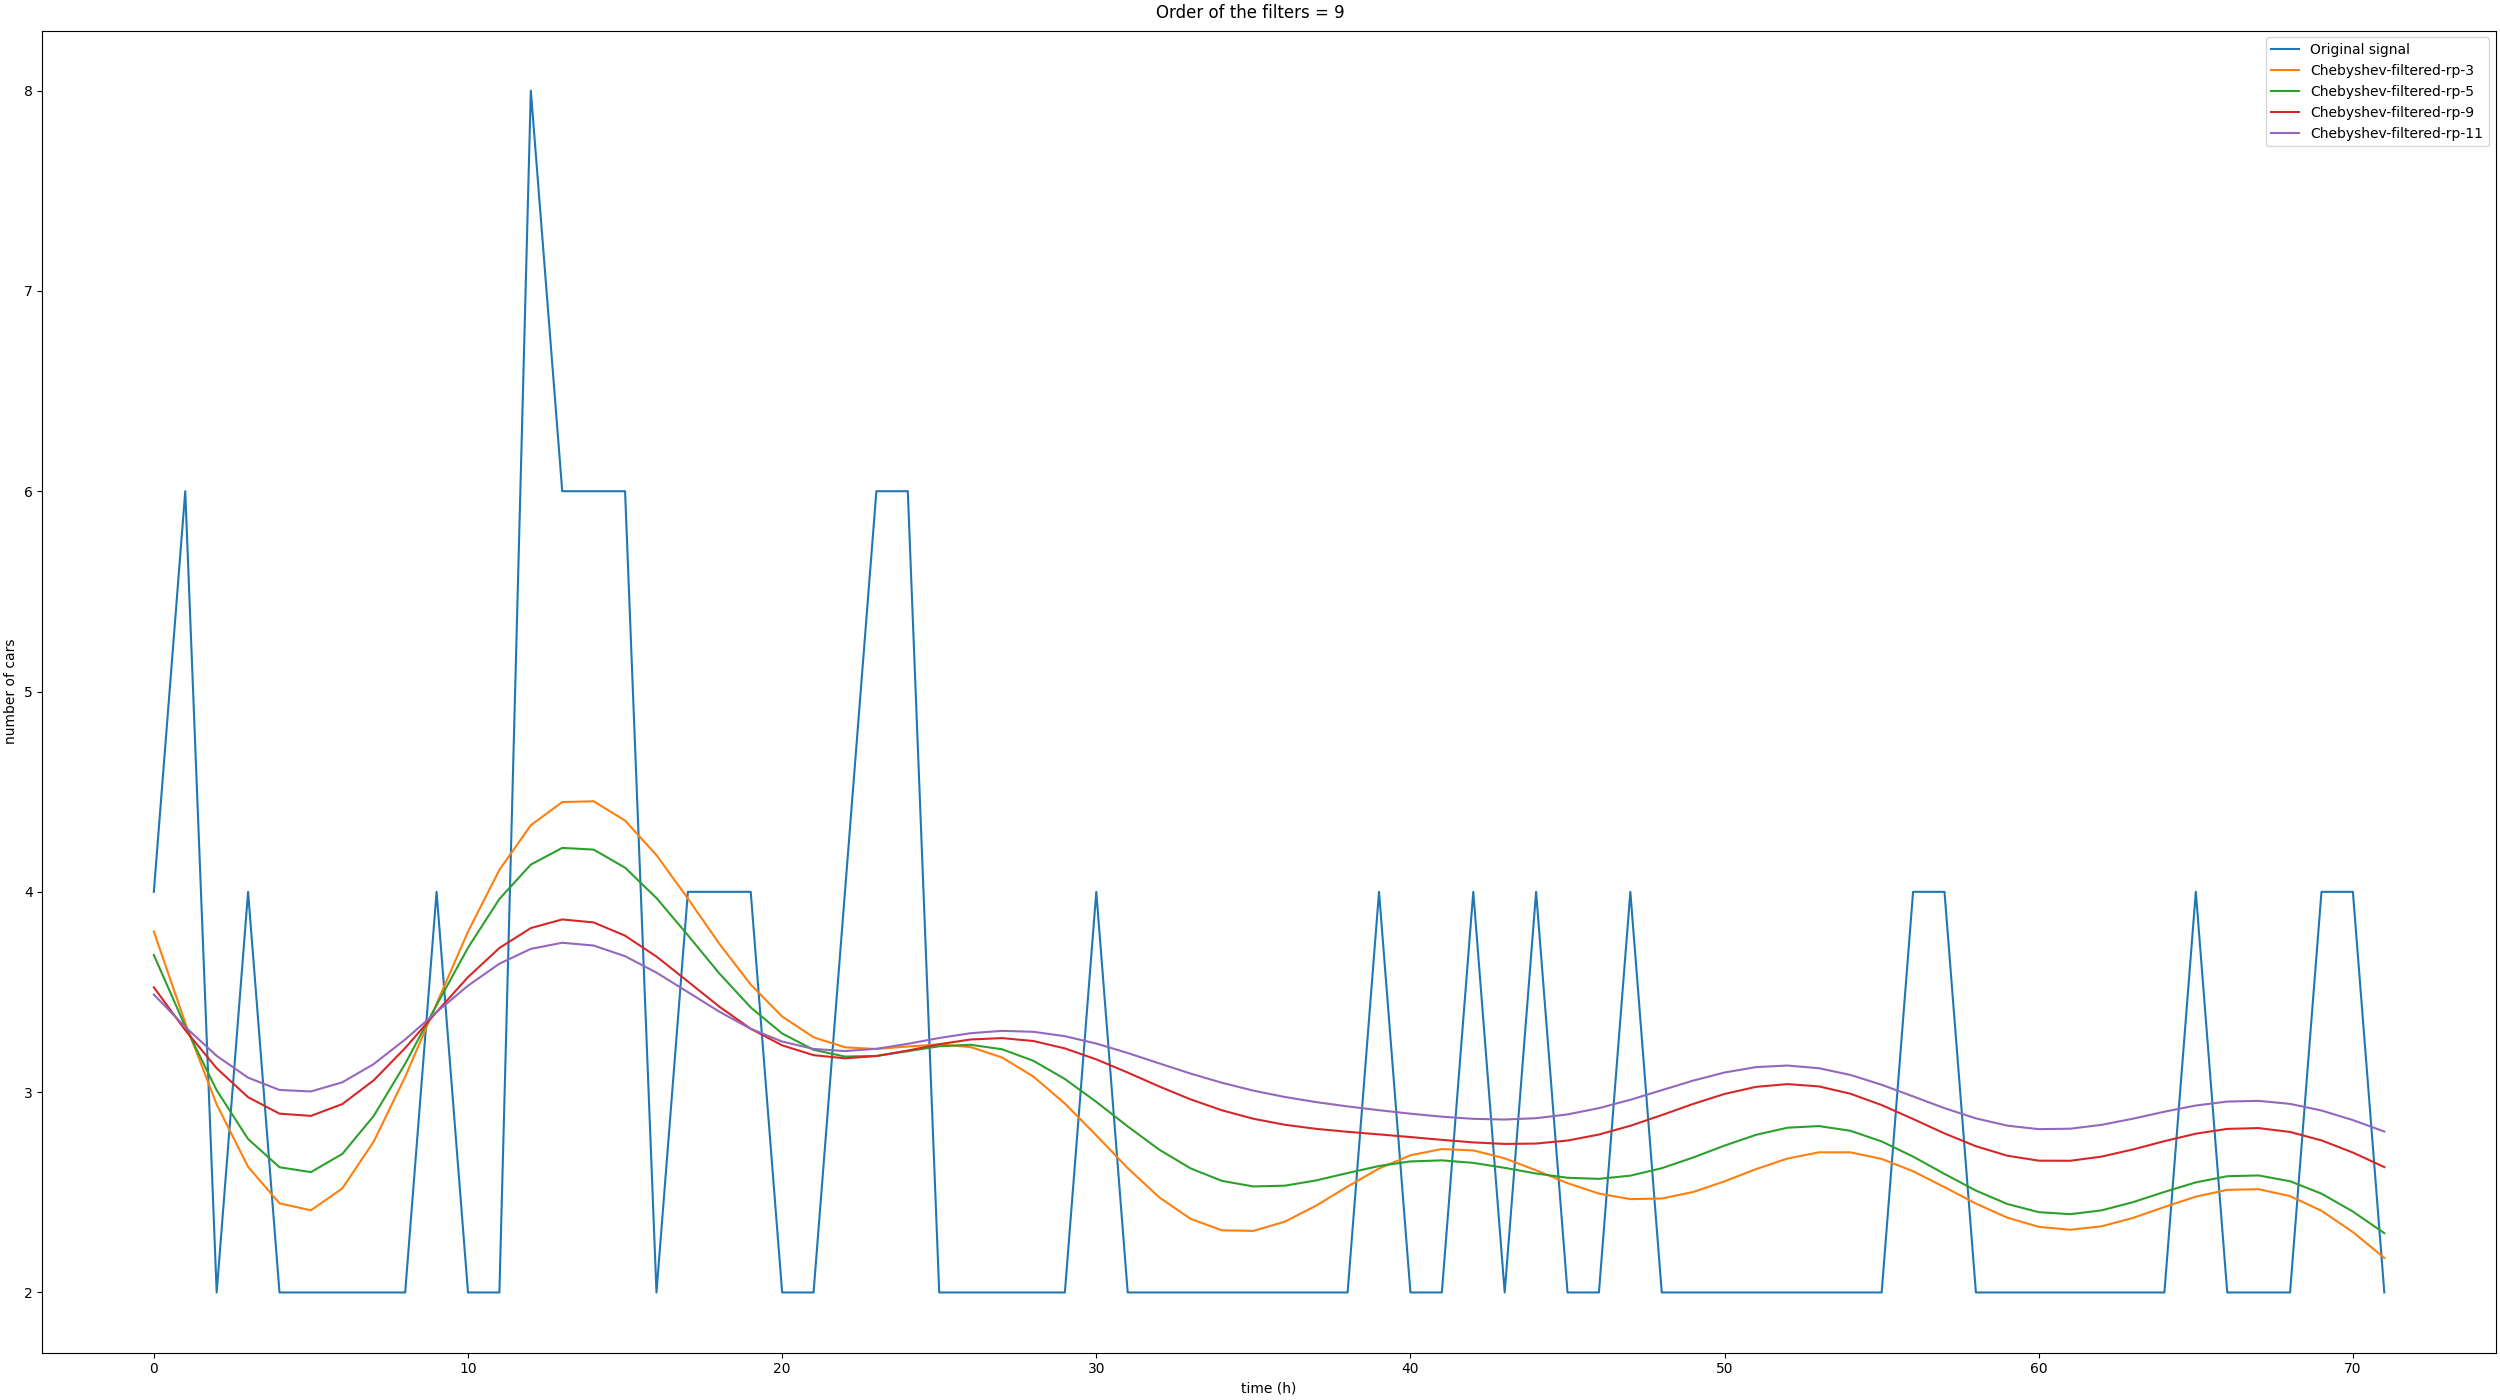 Order of the filters = 9
Original signal
Chebyshev-filtered-rp-3
Chebyshev-filtered-rp-5
Chebyshev-filtered-rp-9
Chebyshev-filtered-rp-11
8
7
6
5
4
3
2
number of cars
0 10 20 30 40 50 60 70
time (h)